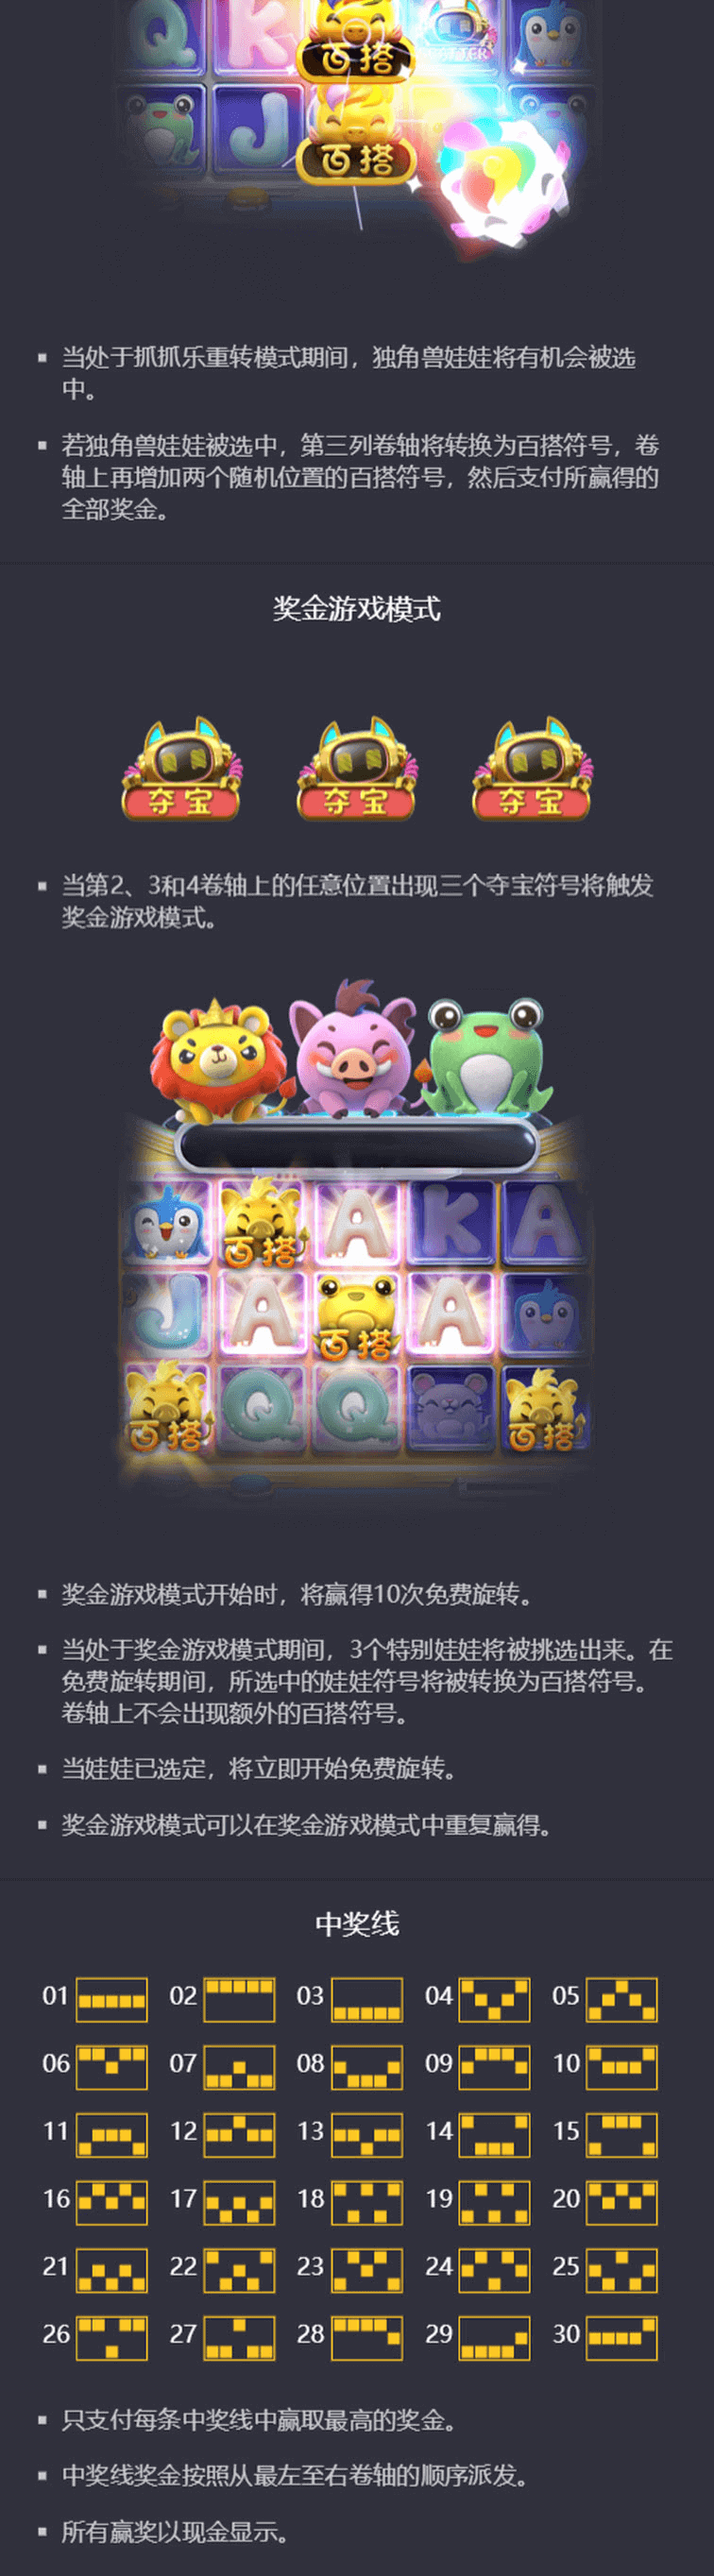 Q K 百搭 SCATTER
J 百搭
当处于抓抓乐重转模式期间，独角兽娃娃将有机会被选
中。
若独角兽娃娃被选中，第三列卷轴将转换为百搭符号，卷
轴上再增加两个随机位置的百搭符号，然后支付所赢得的
全部奖金。
奖金游戏模式
夺宝 夺宝 夺宝
当第2、3和4卷轴上的任意位置出现三个夺宝符号将触发
奖金游戏模式。
百搭 A K A
J A 百搭 A
百搭 Q Q 百搭
奖金游戏模式开始时，将赢得10次免费旋转。
当处于奖金游戏模式期间，3个特别娃娃将被挑选出来。在
免费旋转期间，所选中的娃娃符号将被转换为百搭符号。
卷轴上不会出现额外的百搭符号。
当娃娃已选定，将立即开始免费旋转。
奖金游戏模式可以在奖金游戏模式中重复赢得。
中奖线
01 02 03 04 05
06 07 08 09 10
11 12 13 14 15
16 17 18 19 20
21 22 23 24 25
26 27 28 29 30
只支付每条中奖线中赢取最高的奖金。
中奖线奖金按照从最左至右卷轴的顺序派发。
所有赢奖以现金显示。